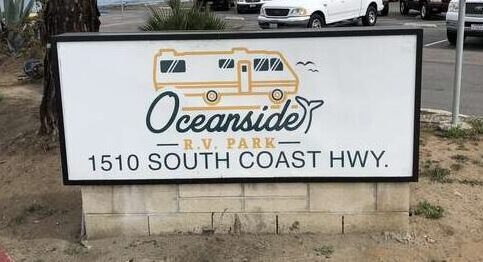 Oceanside
R.V. PARK
1510 SOUTH COAST HWY.